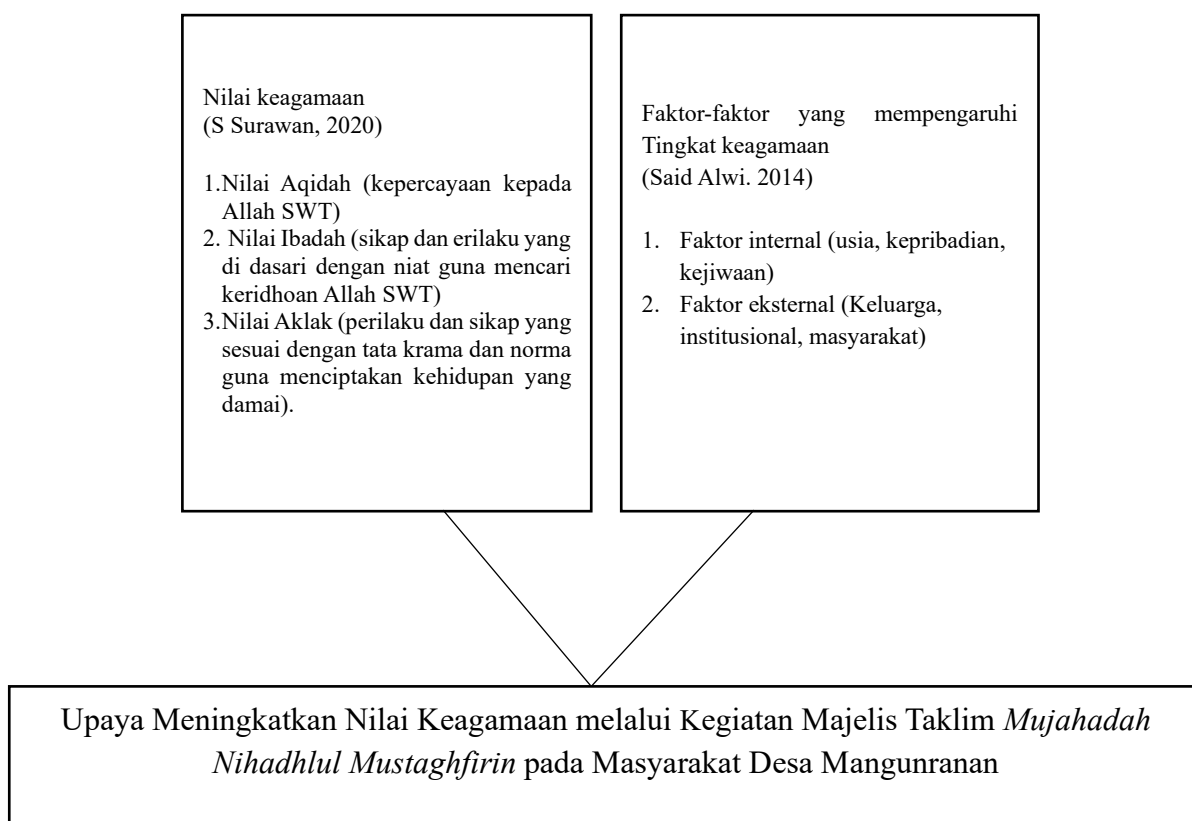 Nilai keagamaan
(S Surawan, 2020)
1.Nilai Aqidah (kepercayaan kepada
Allah SWT)
2. Nilai Ibadah (sikap dan erilaku yang
di dasari dengan niat guna mencari
keridhoan Allah SWT)
3.Nilai Aklak (perilaku dan sikap yang
sesuai dengan tata krama dan norma
guna menciptakan kehidupan yang
damai).
Faktor-faktor yang mempengaruhi
Tingkat keagamaan
(Said Alwi. 2014)
1. Faktor internal (usia, kepribadian,
kejiwaan)
2. Faktor eksternal (Keluarga,
institusional, masyarakat)
Upaya Meningkatkan Nilai Keagamaan melalui Kegiatan Majelis Taklim Mujahadah
Nihadhlul Mustaghfirin pada Masyarakat Desa Mangunranan